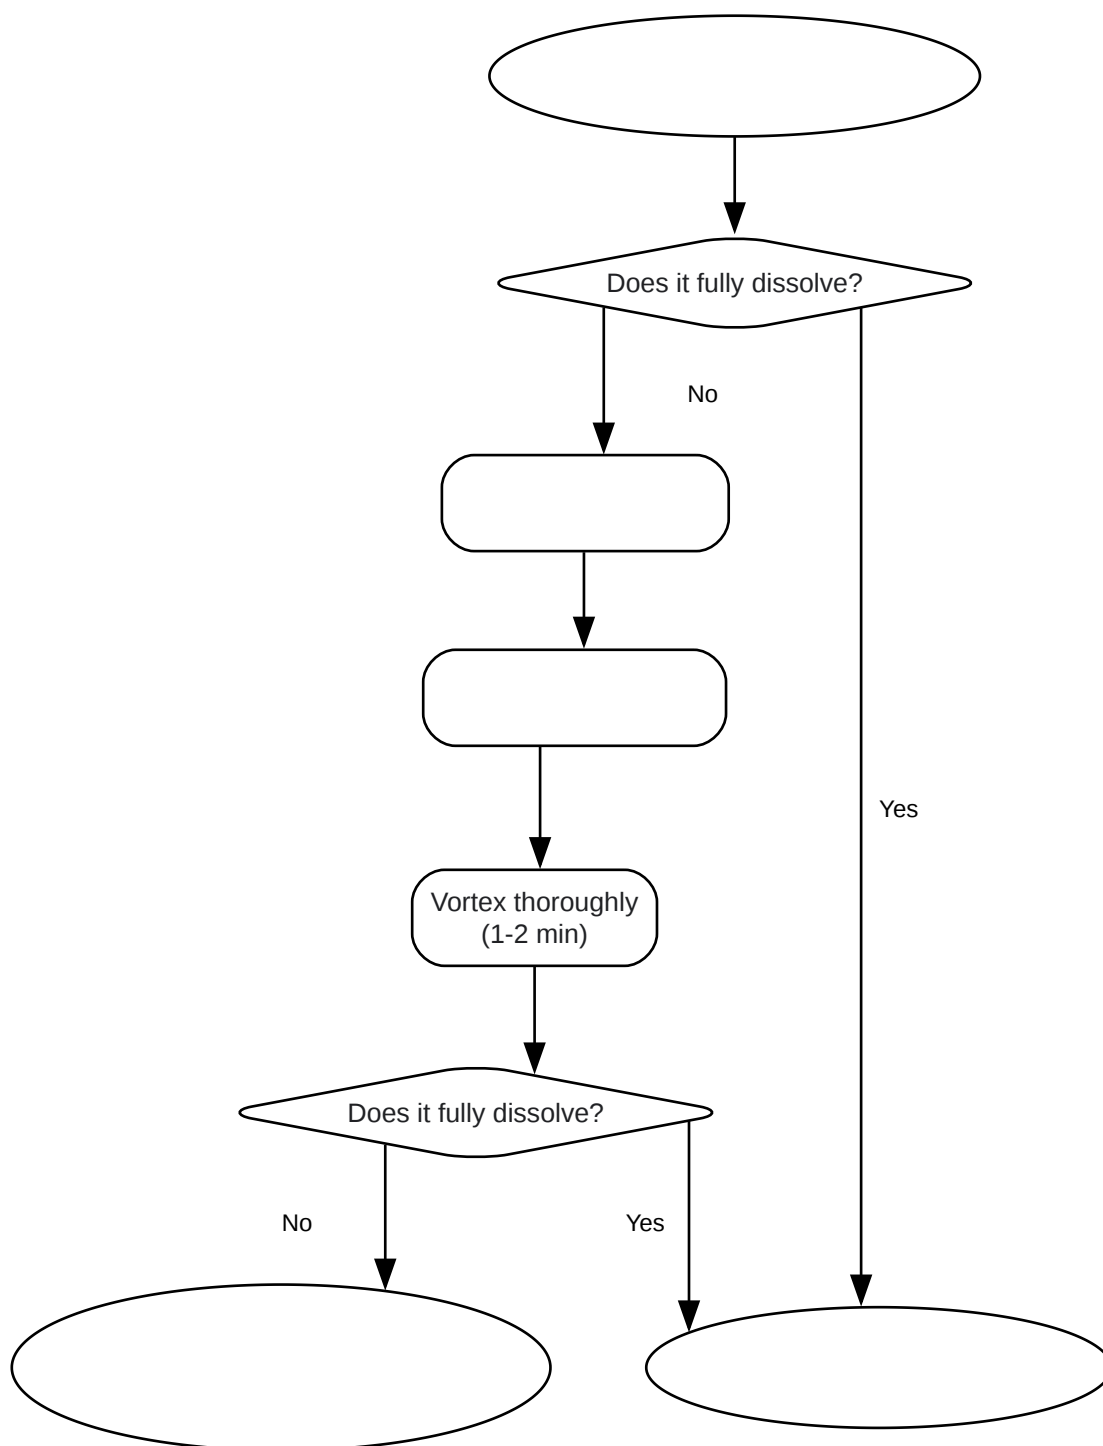 Does it fully dissolve?
No
Yes
Vortex thoroughly
(1-2 min)
Does it fully dissolve?
No
Yes